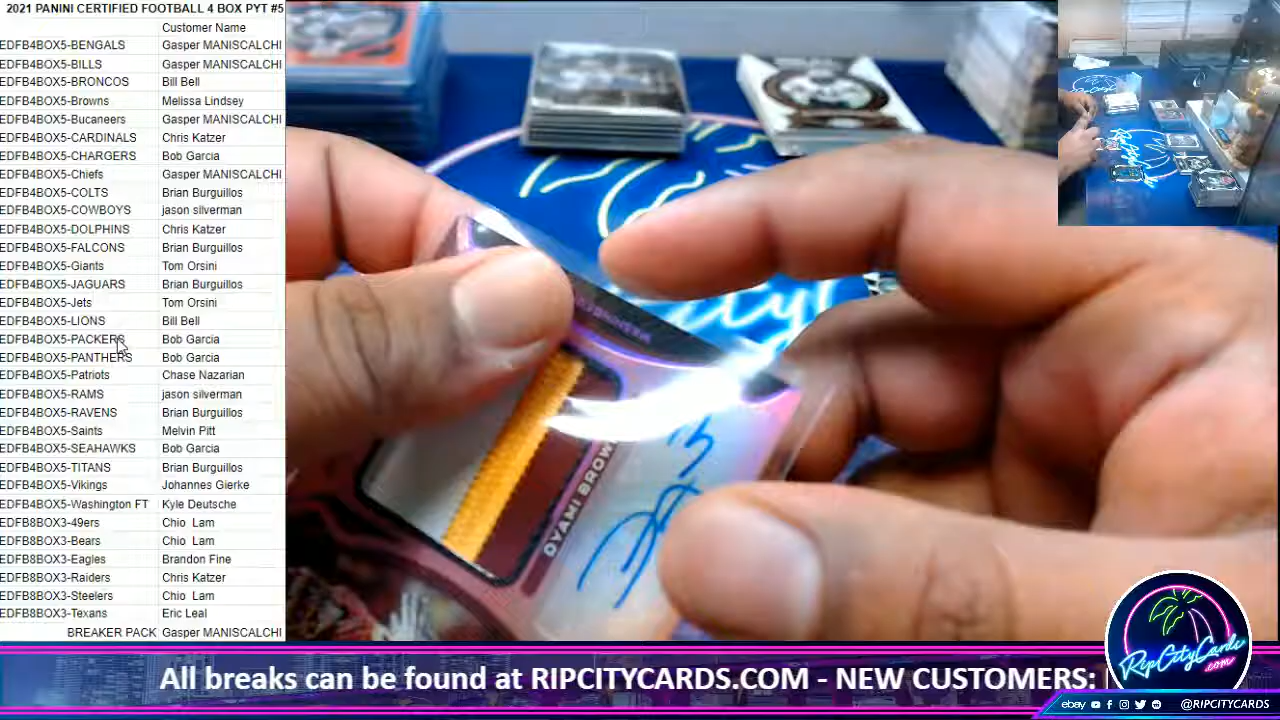 2021 PANINI CERTIFIED FOOTBALL 4 BOX PYT #5
Customer Name
EDFB4BOX5-BENGALS Gasper MANISCALCHI
EDFB4BOX5-BILLS Gasper MANISCALCHI
EDFB4BOX5-BRONCOS Bill Bell
EDFB4BOX5-Browns Melissa Lindsey
EDFB4BOX5-Bucaneers Gasper MANISCALCHI
EDFB4BOX5-CARDINALS Chris Katzer
EDFB4BOX5-CHARGERS Bob Garcia
EDFB4BOX5-Chiefs Gasper MANISCALCHI
EDFB4BOX5-COLTS Brian Burguillos
EDFB4BOX5-COWBOYS jason silverman
EDFB4BOX5-DOLPHINS Chris Katzer
EDFB4BOX5-FALCONS Brian Burguillos
EDFB4BOX5-Giants Tom Orsini
EDFB4BOX5-JAGUARS Brian Burguillos
EDFB4BOX5-Jets Tom Orsini
EDFB4BOX5-LIONS Bill Bell
EDFB4BOX5-PACKERS Bob Garcia
EDFB4BOX5-PANTHERS Bob Garcia
EDFB4BOX5-Patriots Chase Nazarian
EDFB4BOX5-RAMS jason silverman
EDFB4BOX5-RAVENS Brian Burguillos
EDFB4BOX5-Saints Melvin Pitt
EDFB4BOX5-SEAHAWKS Bob Garcia
EDFB4BOX5-TITANS Brian Burguillos
EDFB4BOX5-Vikings Johannes Gierke
EDFB4BOX5-Washington FT Kyle Deutsche
EDFB8BOX3-49ers Chio Lam
EDFB8BOX3-Bears Chio Lam
EDFB8BOX3-Eagles Brandon Fine
EDFB8BOX3-Raiders Chris Katzer
EDFB8BOX3-Steelers Chio Lam
EDFB8BOX3-Texans Eric Leal
BREAKER PACK Gasper MANISCALCHI
DYAMI BROW
All breaks can be found at RIPCITYCARDS.COM - NEW CUSTOMERS:
RipCityCards
.com
ebay @RIPCITYCARDS